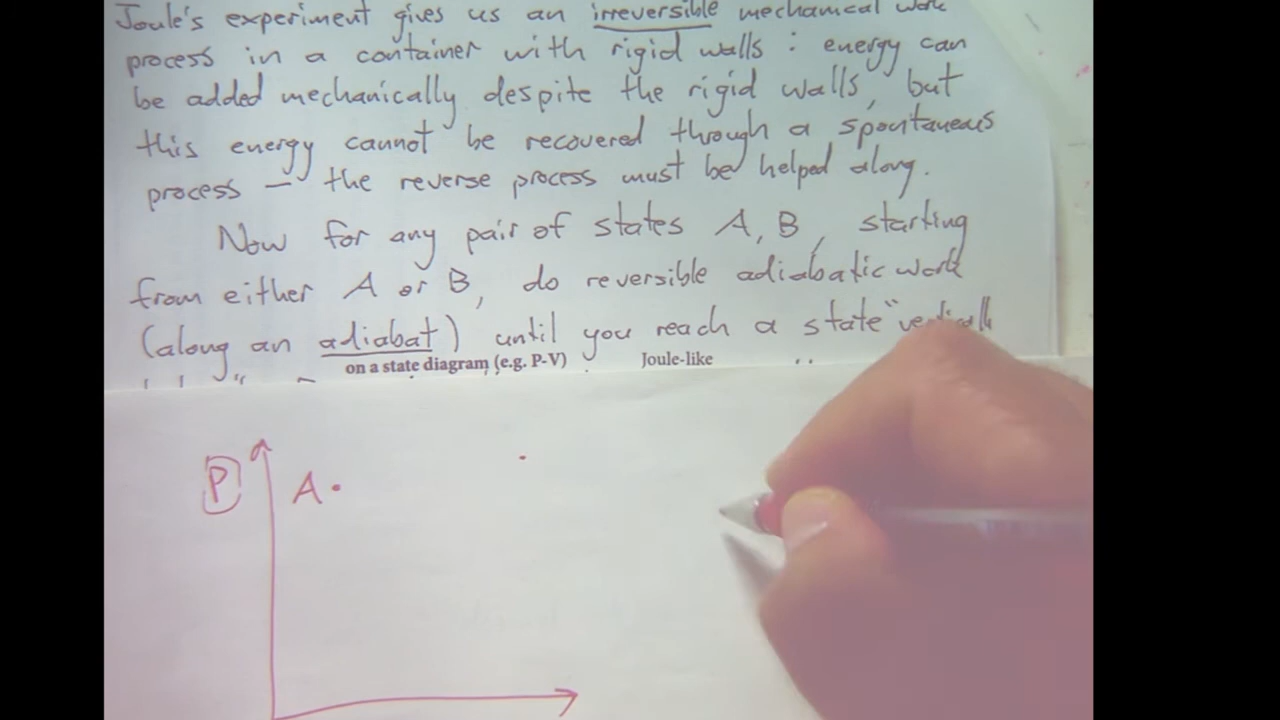 Joule's experiment gives us an irreversible mechanical work
process in a container with rigid walls : energy can
be added mechanically despite the rigid walls, but
this energy cannot be recovered through a spontaneous
process — the reverse process must be helped along.
Now for any pair of states A, B, starting
from either A or B, do reversible adiabatic work
(along an adiabat) until you reach a state "vertically
on a state diagram (e.g. P-V) Joule-like
P A